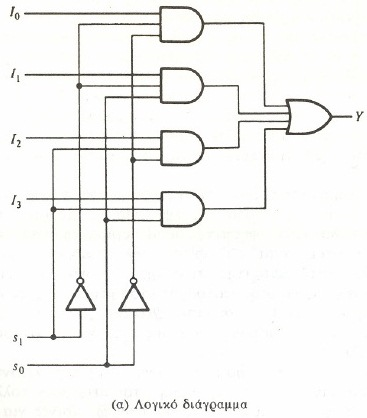 I₀
I₁
I₂
I₃
Y
s₁
s₀
(α) Λογικό διάγραμμα